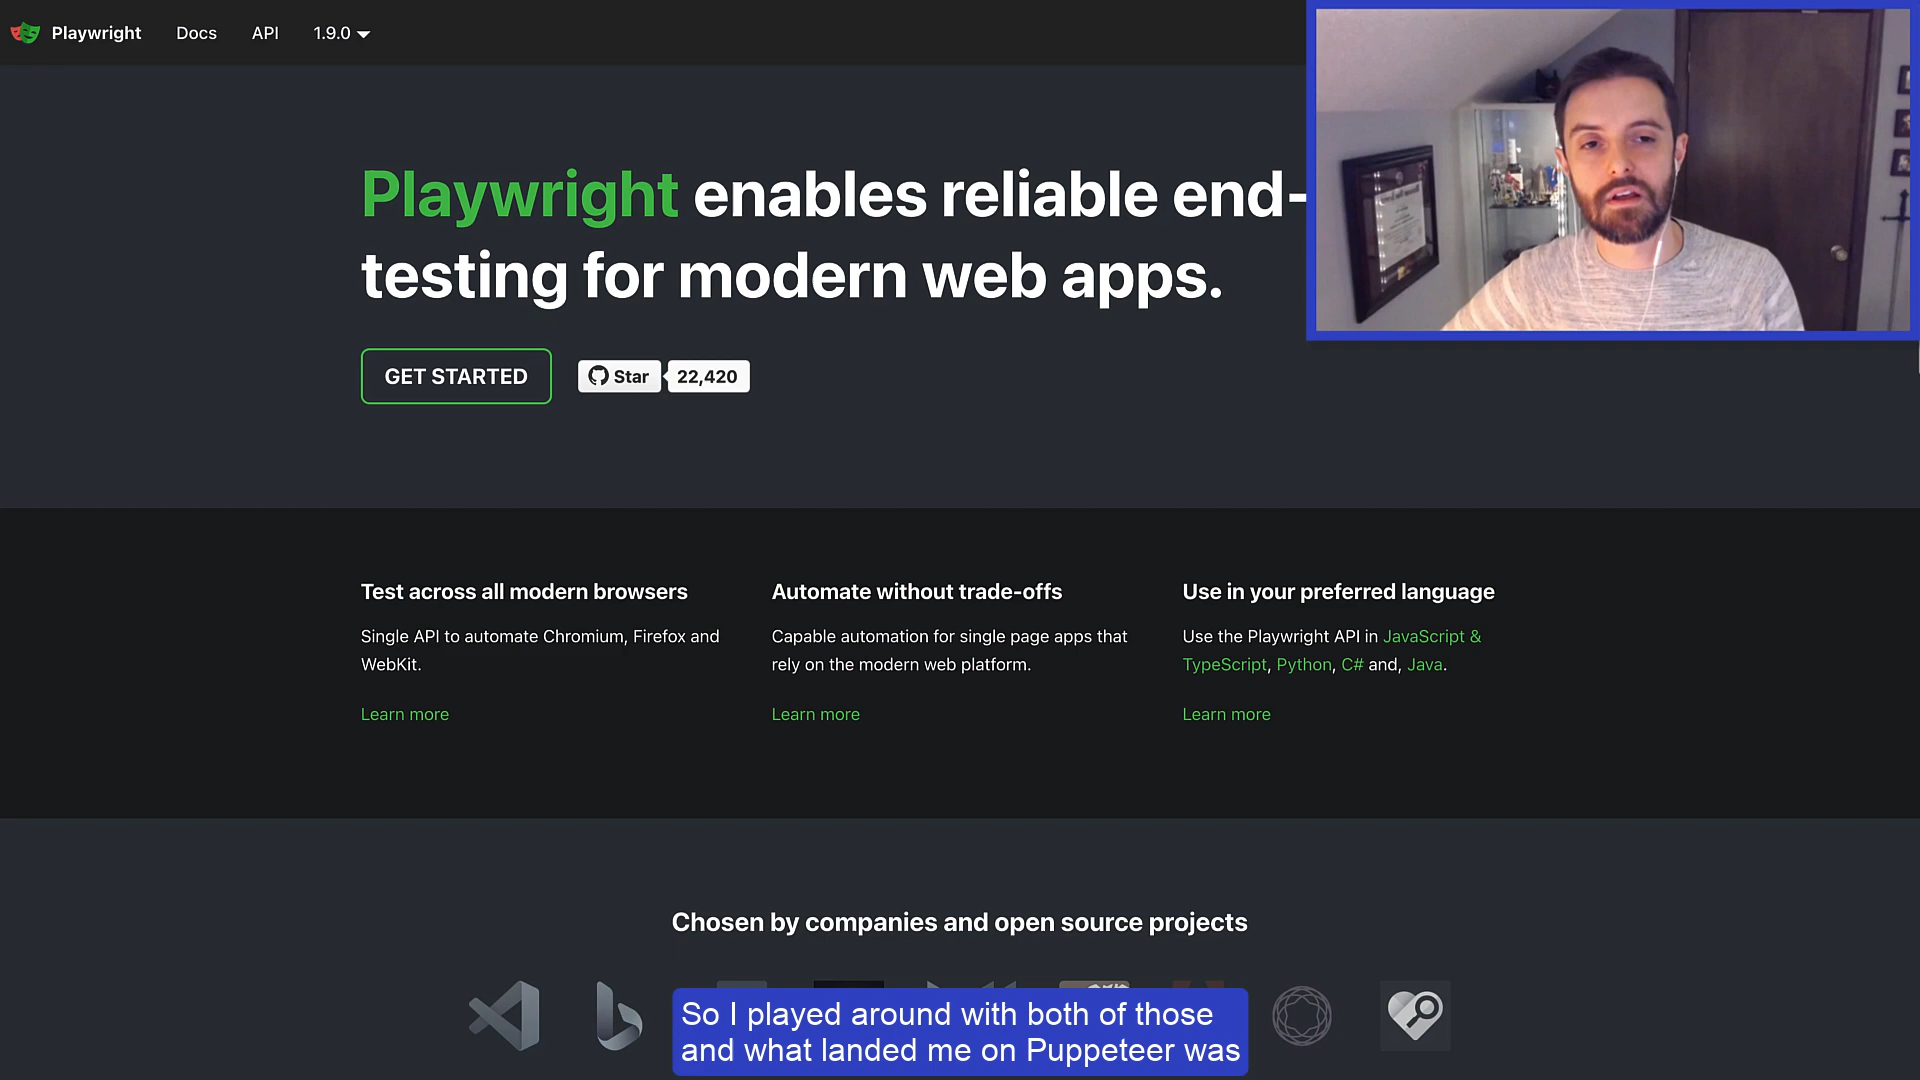 Playwright Docs API 1.9.0
Playwright enables reliable end-
testing for modern web apps.
GET STARTED Star 22,420
Test across all modern browsers
Single API to automate Chromium, Firefox and
WebKit.
Learn more
Automate without trade-offs
Capable automation for single page apps that
rely on the modern web platform.
Learn more
Use in your preferred language
Use the Playwright API in JavaScript &
TypeScript, Python, C# and, Java.
Learn more
Chosen by companies and open source projects
So I played around with both of those
and what landed me on Puppeteer was